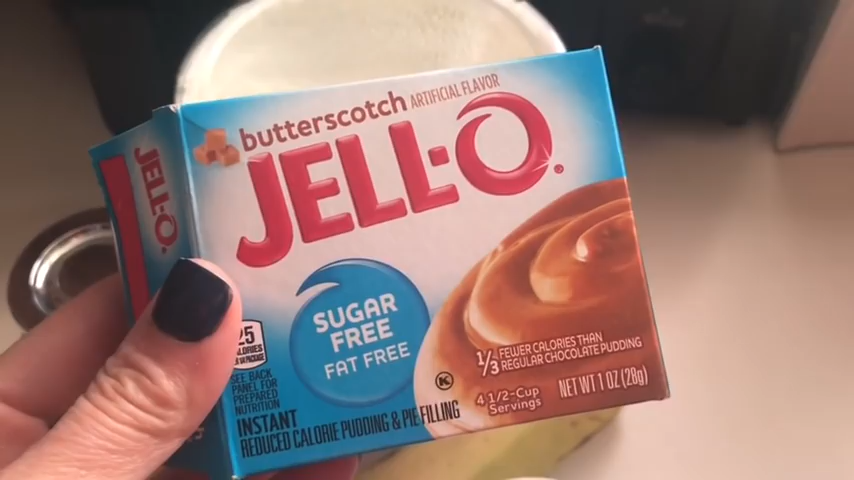 butterscotch ARTIFICIAL FLAVOR
JELL-O®
JELL-O
SUGAR
FREE
FAT FREE
25
CALORIES
SEE BACK
PANEL FOR
PREPARED
NUTRITION
1/3 FEWER CALORIES THAN
REGULAR CHOCOLATE PUDDING
K
4 1/2-Cup
Servings
NET WT 1 OZ (28g)
INSTANT
REDUCED CALORIE PUDDING & PIE FILLING